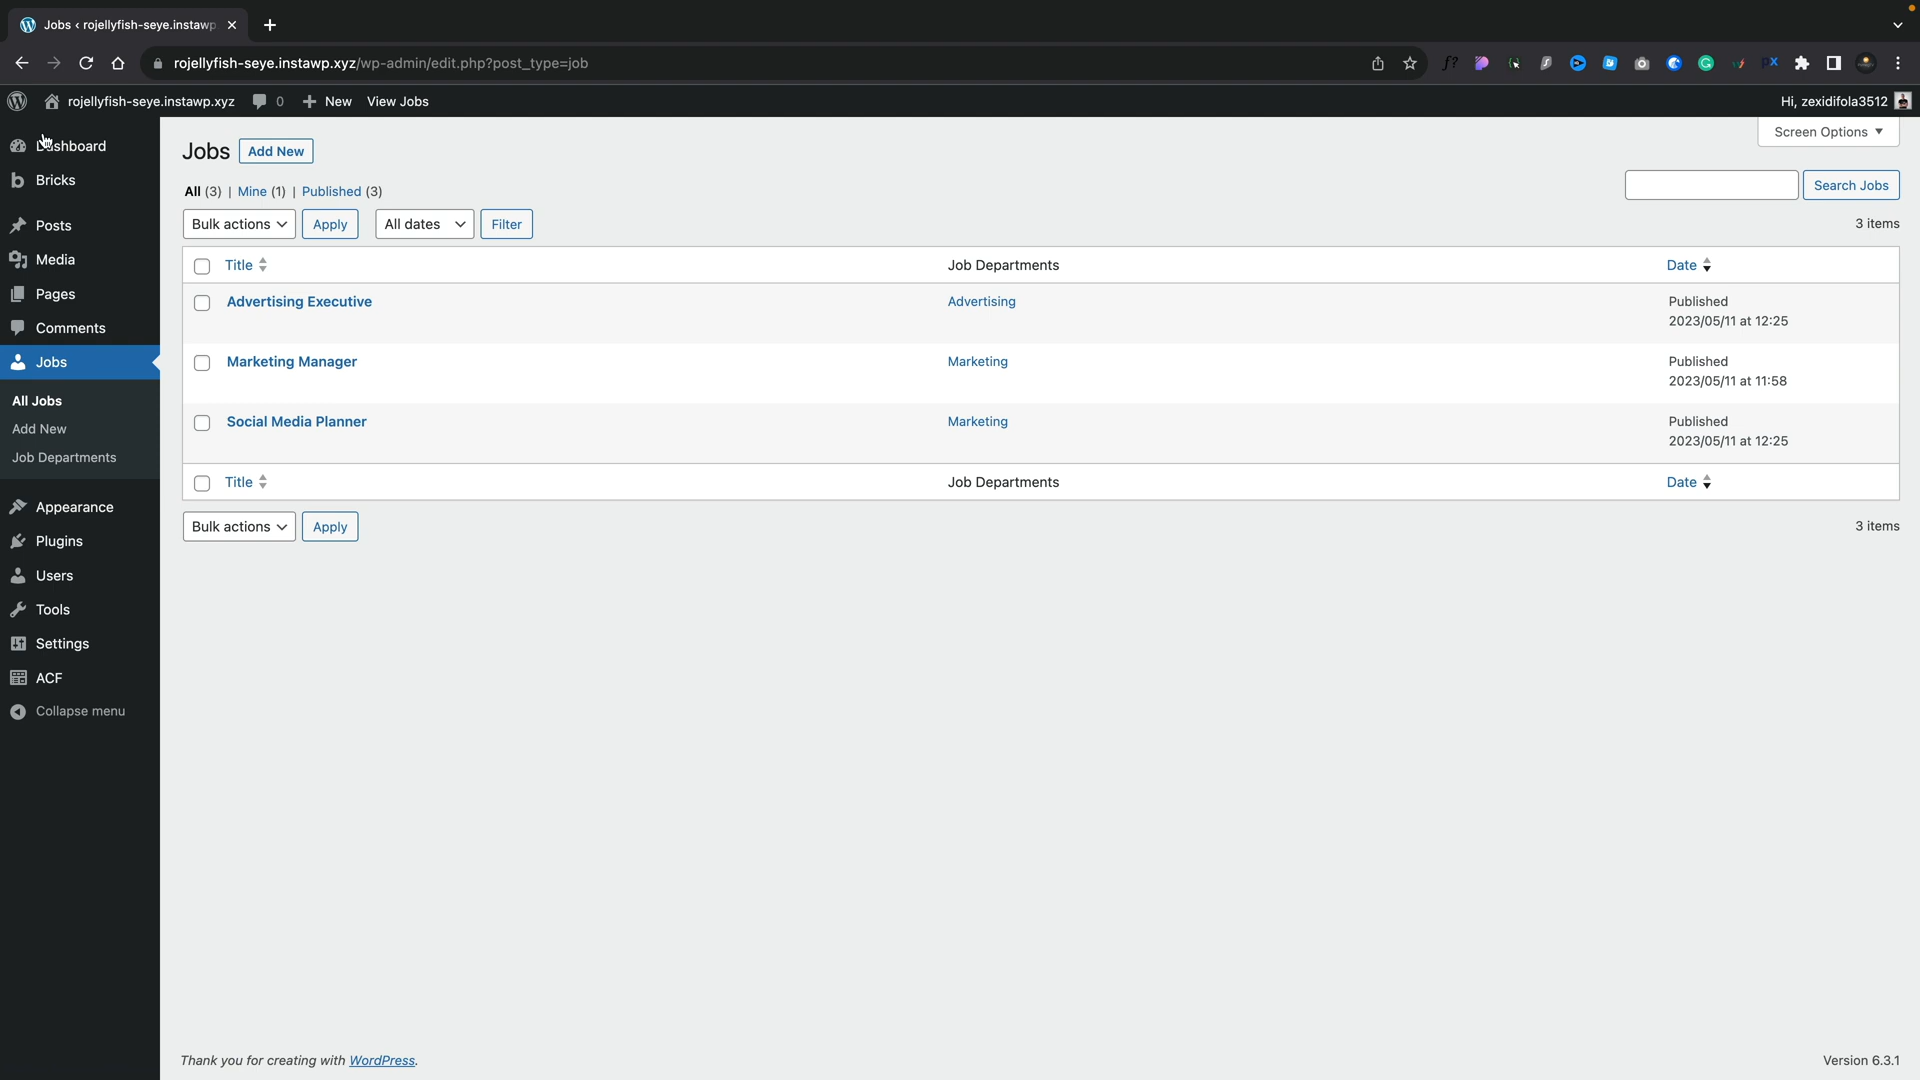 Jobs < rojellyfish-seye.instawp
rojellyfish-seye.instawp.xyz/wp-admin/edit.php?post_type=job
rojellyfish-seye.instawp.xyz 0 New View Jobs Hi, zexidifola3512
Dashboard
Bricks
Posts
Media
Pages
Comments
Jobs
All Jobs
Add New
Job Departments
Appearance
Plugins
Users
Tools
Settings
ACF
Collapse menu
Screen Options
Jobs Add New
All (3) | Mine (1) | Published (3)
Search Jobs
Bulk actions Apply All dates Filter 3 items
Title Job Departments Date
Advertising Executive Advertising Published
2023/05/11 at 12:25
Marketing Manager Marketing Published
2023/05/11 at 11:58
Social Media Planner Marketing Published
2023/05/11 at 12:25
Title Job Departments Date
Bulk actions Apply 3 items
Thank you for creating with WordPress. Version 6.3.1